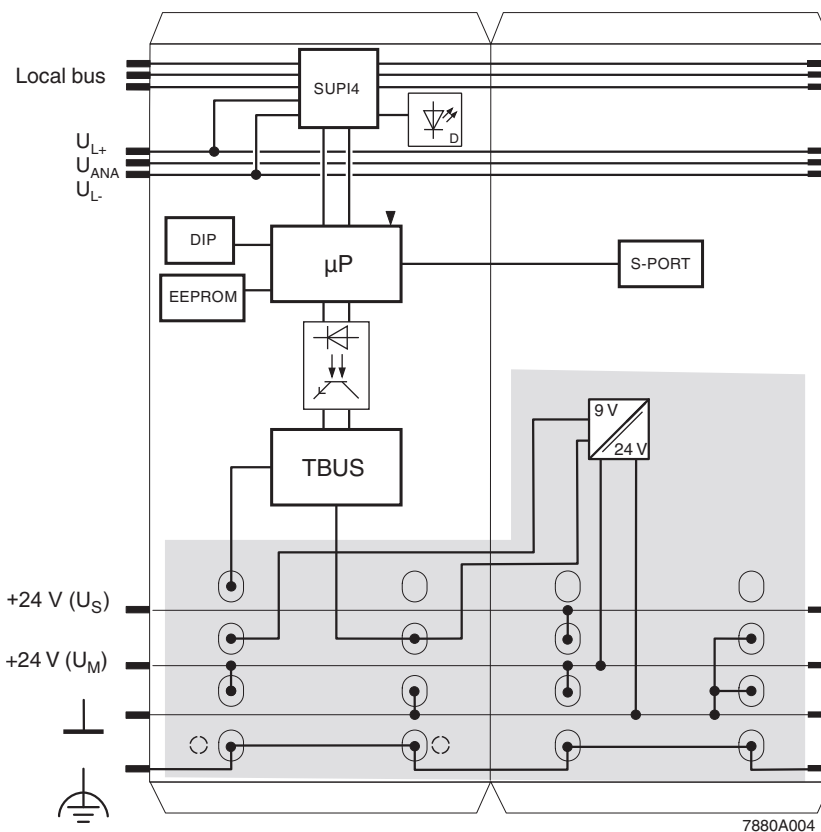 Local bus
SUPI4
D
U_L+
U_ANA
U_L-
DIP
µP
S-PORT
EEPROM
9 V
24 V
TBUS
+24 V (U_S)
+24 V (U_M)
7880A004